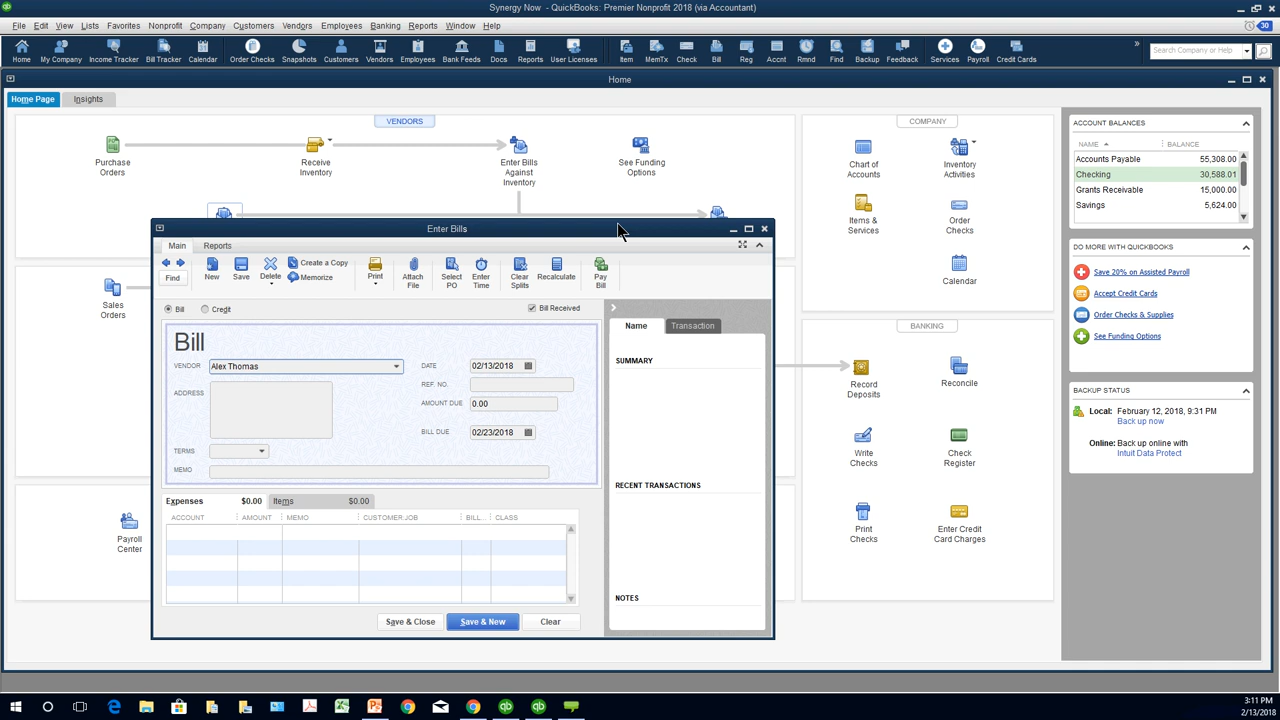 Synergy Now - QuickBooks: Premier Nonprofit 2018 (via Accountant)
File Edit View Lists Favorites Nonprofit Company Customers Vendors Employees Banking Reports Window Help
30
Home My Company Income Tracker Bill Tracker Calendar Order Checks Snapshots Customers Vendors Employees Bank Feeds Docs Reports User Licenses Item MemTx Check Bill Reg Accnt Rmdr Find Backup Feedback Services Payroll Credit Cards
Search Company or Help
Home
Home Page Insights
VENDORS
Purchase Orders
Receive Inventory
Enter Bills Against Inventory
See Funding Options
Sales Orders
Payroll Center
COMPANY
Chart of Accounts
Inventory Activities
Items & Services
Order Checks
Calendar
BANKING
Record Deposits
Reconcile
Write Checks
Check Register
Print Checks
Enter Credit Card Charges
ACCOUNT BALANCES
NAME BALANCE
Accounts Payable 55,308.00
Checking 30,588.01
Grants Receivable 15,000.00
Savings 5,624.00
DO MORE WITH QUICKBOOKS
Save 20% on Assisted Payroll
Accept Credit Cards
Order Checks & Supplies
See Funding Options
BACKUP STATUS
Local: February 12, 2018, 9:31 PM
Back up now
Online: Back up online with
Intuit Data Protect
Enter Bills
Main Reports
Find New Save Delete Create a Copy Memorize Print Attach File Select PO Enter Time Clear Splits Recalculate Pay Bill
Bill Credit Bill Received
Bill
VENDOR Alex Thomas
DATE 02/13/2018
ADDRESS
REF. NO.
AMOUNT DUE 0.00
BILL DUE 02/23/2018
TERMS
MEMO
Expenses $0.00 Items $0.00
ACCOUNT AMOUNT MEMO CUSTOMER:JOB BILL... CLASS
Save & Close Save & New Clear
Name Transaction
SUMMARY
RECENT TRANSACTIONS
NOTES
3:11 PM
2/13/2018